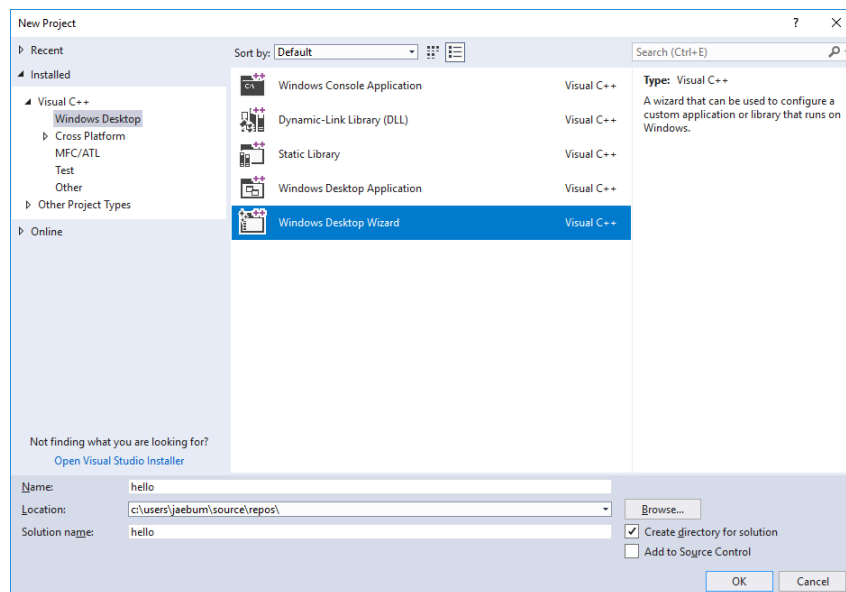 New Project
?
Recent
Installed
Visual C++
Windows Desktop
Cross Platform
MFC/ATL
Test
Other
Other Project Types
Online
Not finding what you are looking for?
Open Visual Studio Installer
Sort by: Default
Windows Console Application Visual C++
Dynamic-Link Library (DLL) Visual C++
Static Library Visual C++
Windows Desktop Application Visual C++
Windows Desktop Wizard Visual C++
Search (Ctrl+E)
Type: Visual C++
A wizard that can be used to configure a
custom application or library that runs on
Windows.
Name: hello
Location: c:\users\jaebum\source\repos\
Browse...
Solution name: hello
Create directory for solution
Add to Source Control
OK
Cancel